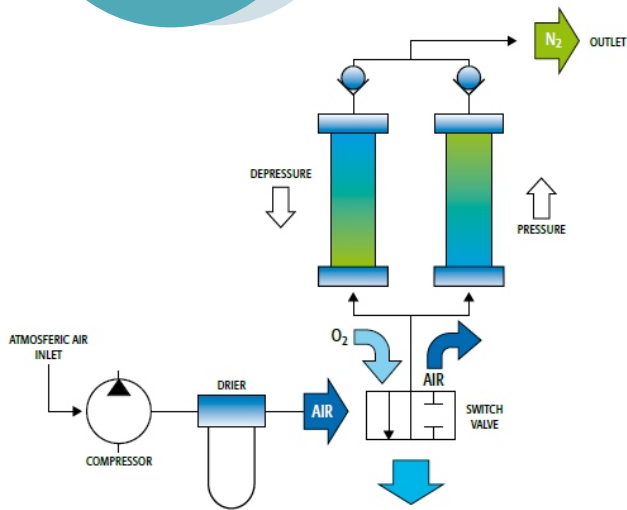 N₂
OUTLET
DEPRESSURE
PRESSURE
O₂
ATMOSFERIC AIR
INLET
AIR
DRIER
AIR
SWITCH
VALVE
COMPRESSOR